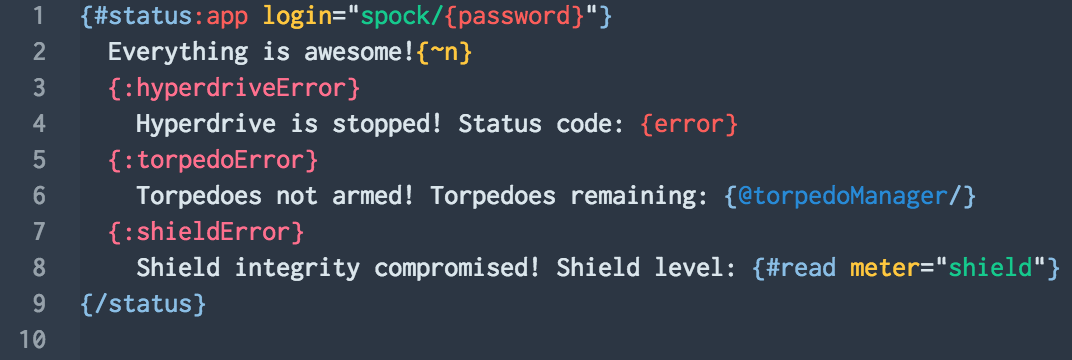 1 {#status:app login="spock/{password}"}
2 Everything is awesome!{~n}
3 {:hyperdriveError}
4 Hyperdrive is stopped! Status code: {error}
5 {:torpedoError}
6 Torpedoes not armed! Torpedoes remaining: {@torpedoManager/}
7 {:shieldError}
8 Shield integrity compromised! Shield level: {#read meter="shield"}
9 {/status}
10